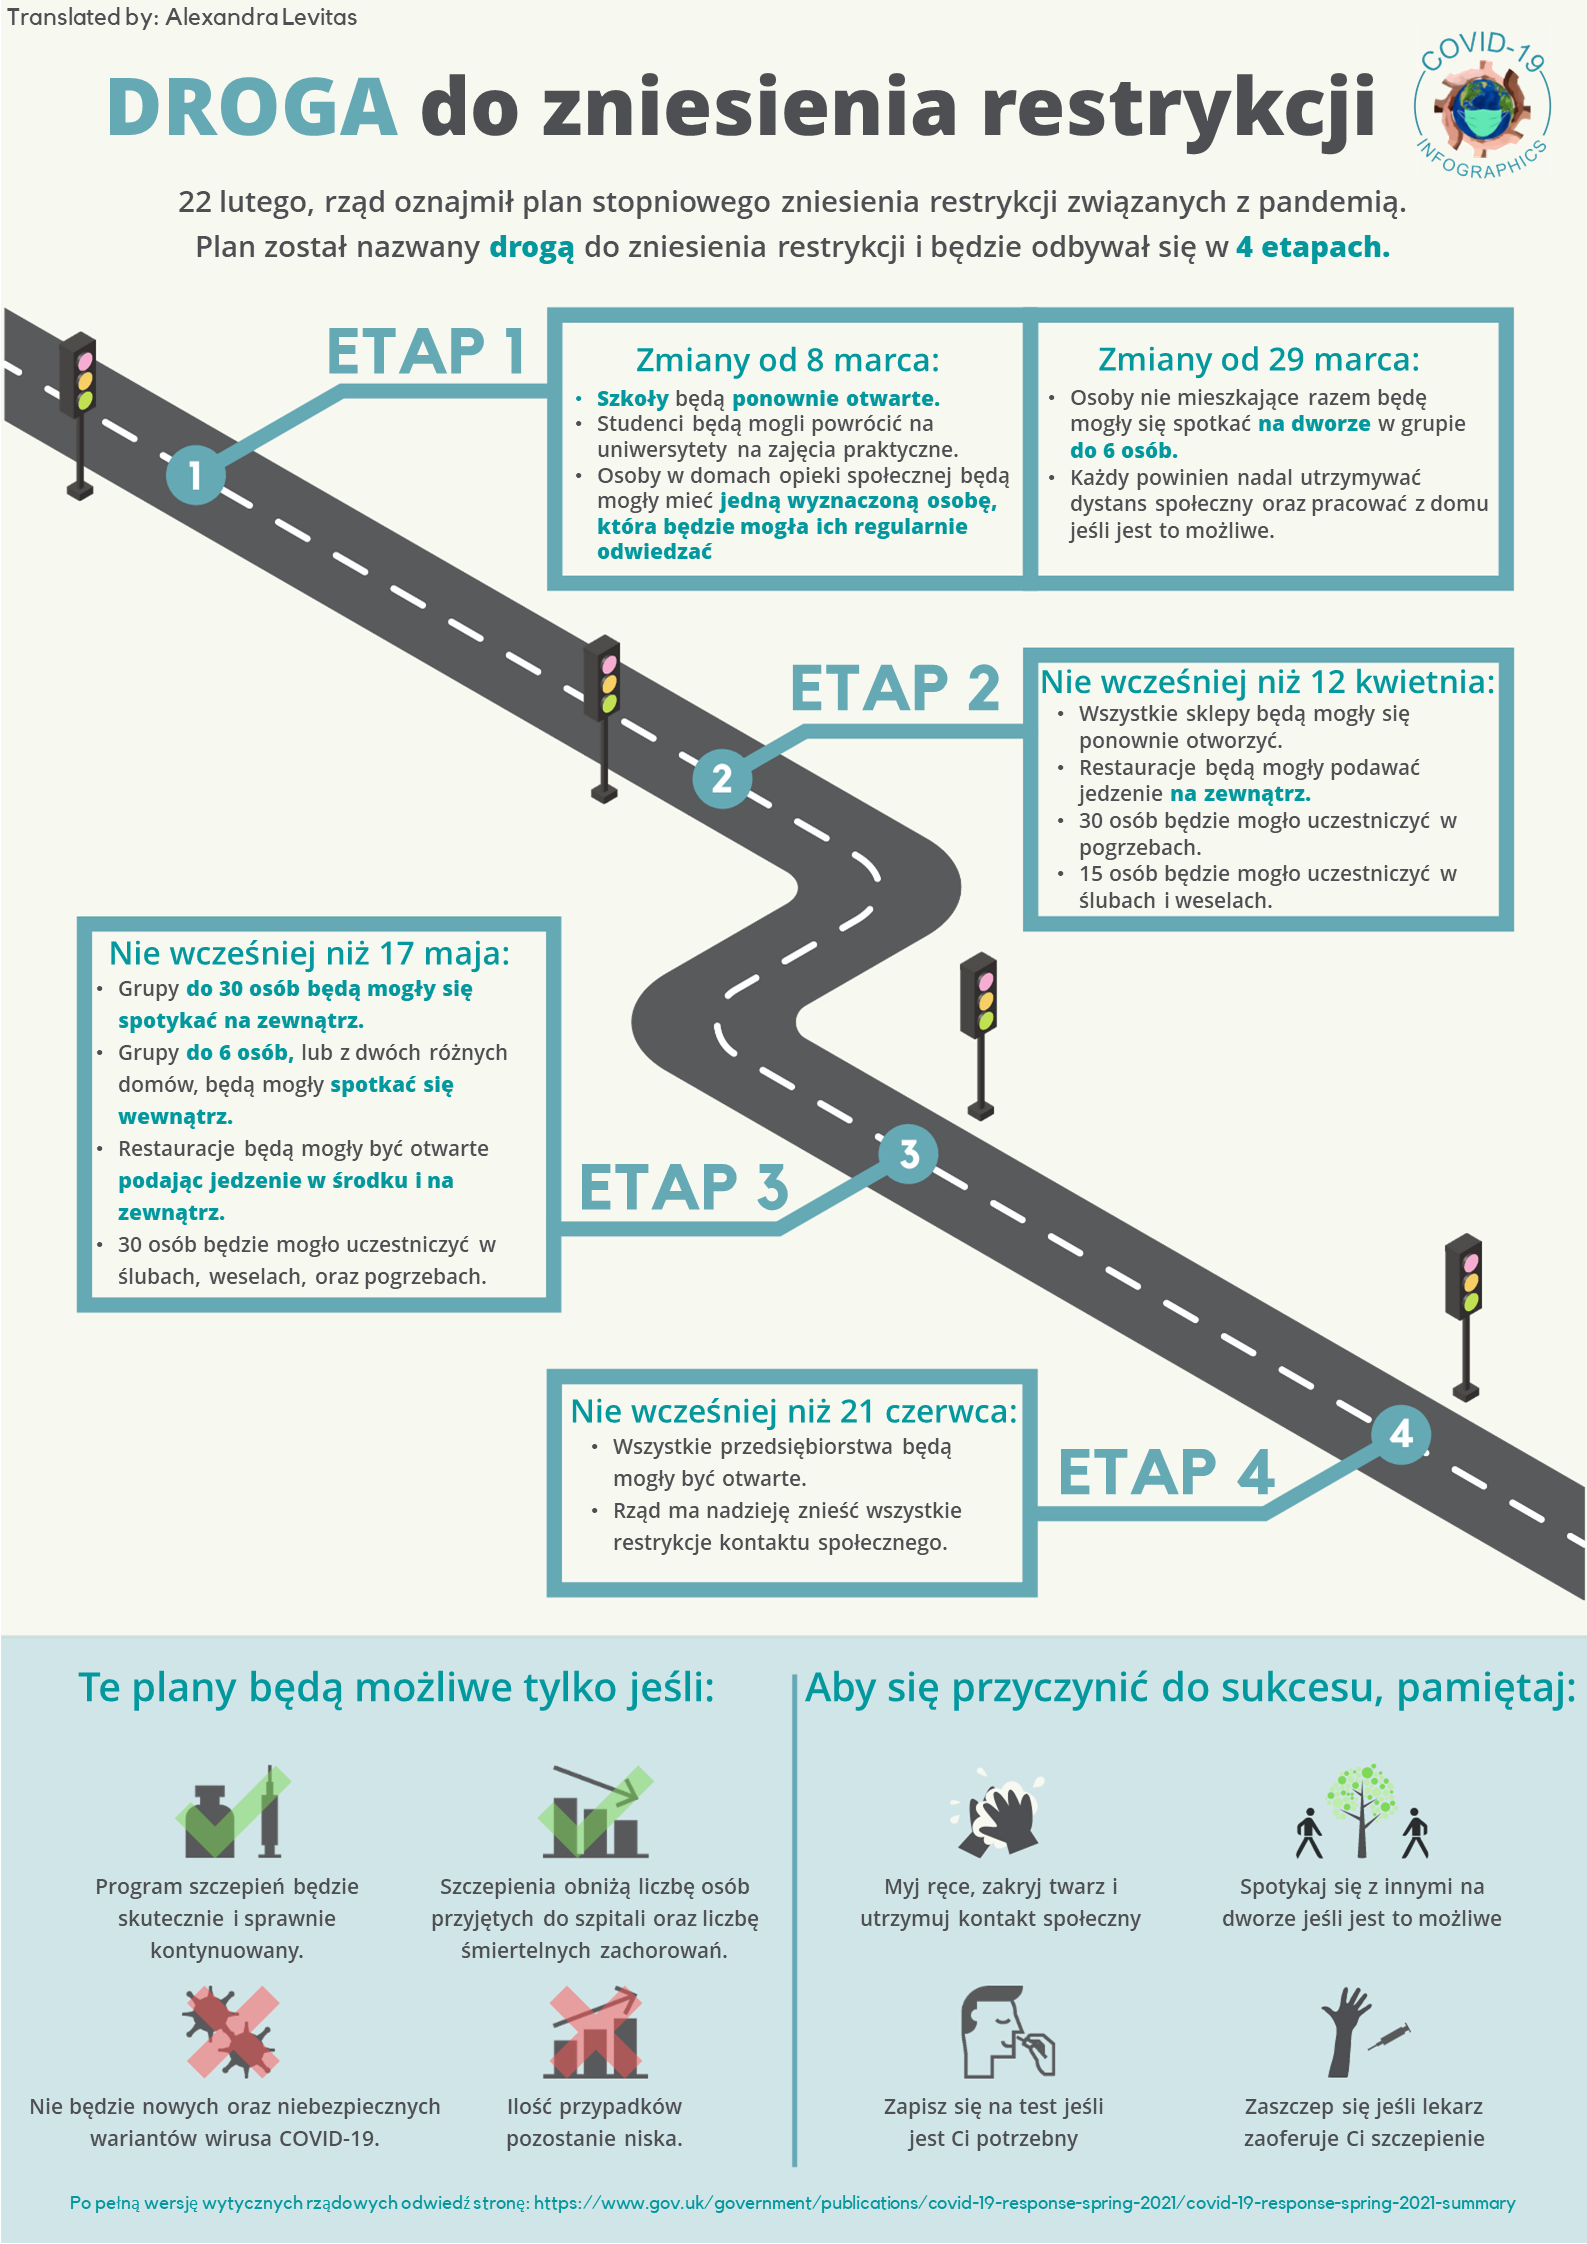 Translated by: Alexandra Levitas
DROGA do zniesienia restrykcji
COVID-19
INFOGRAPHICS
22 lutego, rząd oznajmił plan stopniowego zniesienia restrykcji związanych z pandemią.
Plan został nazwany drogą do zniesienia restrykcji i będzie odbywał się w 4 etapach.
ETAP 1
1
Zmiany od 8 marca:
• Szkoły będą ponownie otwarte.
• Studenci będą mogli powrócić na
uniwersytety na zajęcia praktyczne.
• Osoby w domach opieki społecznej będą
mogły mieć jedną wyznaczoną osobę,
która będzie mogła ich regularnie
odwiedzać
Zmiany od 29 marca:
• Osoby nie mieszkające razem będę
mogły się spotkać na dworze w grupie
do 6 osób.
• Każdy powinien nadal utrzymywać
dystans społeczny oraz pracować z domu
jeśli jest to możliwe.
ETAP 2
2
Nie wcześniej niż 12 kwietnia:
• Wszystkie sklepy będą mogły się
ponownie otworzyć.
• Restauracje będą mogły podawać
jedzenie na zewnątrz.
• 30 osób będzie mogło uczestniczyć w
pogrzebach.
• 15 osób będzie mogło uczestniczyć w
ślubach i weselach.
Nie wcześniej niż 17 maja:
• Grupy do 30 osób będą mogły się
spotykać na zewnątrz.
• Grupy do 6 osób, lub z dwóch różnych
domów, będą mogły spotkać się
wewnątrz.
• Restauracje będą mogły być otwarte
podając jedzenie w środku i na
zewnątrz.
• 30 osób będzie mogło uczestniczyć w
ślubach, weselach, oraz pogrzebach.
ETAP 3
3
Nie wcześniej niż 21 czerwca:
• Wszystkie przedsiębiorstwa będą
mogły być otwarte.
• Rząd ma nadzieję znieść wszystkie
restrykcje kontaktu społecznego.
ETAP 4
4
Te plany będą możliwe tylko jeśli:
Program szczepień będzie
skutecznie i sprawnie
kontynuowany.
Szczepienia obniżą liczbę osób
przyjętych do szpitali oraz liczbę
śmiertelnych zachorowań.
Nie będzie nowych oraz niebezpiecznych
wariantów wirusa COVID-19.
Ilość przypadków
pozostanie niska.
Aby się przyczynić do sukcesu, pamiętaj:
Myj ręce, zakryj twarz i
utrzymuj kontakt społeczny
Spotykaj się z innymi na
dworze jeśli jest to możliwe
Zapisz się na test jeśli
jest Ci potrzebny
Zaszczep się jeśli lekarz
zaoferuje Ci szczepienie
Po pełną wersję wytycznych rządowych odwiedź stronę: https://www.gov.uk/government/publications/covid-19-response-spring-2021/covid-19-response-spring-2021-summary